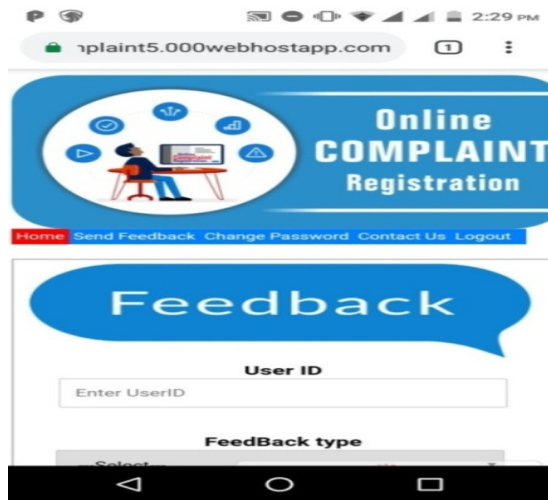 2:29 PM
nplaint5.000webhostapp.com
1
Online
COMPLAINT
Registration
Home Send Feedback Change Password Contact Us Logout
Feedback
User ID
Enter UserID
FeedBack type